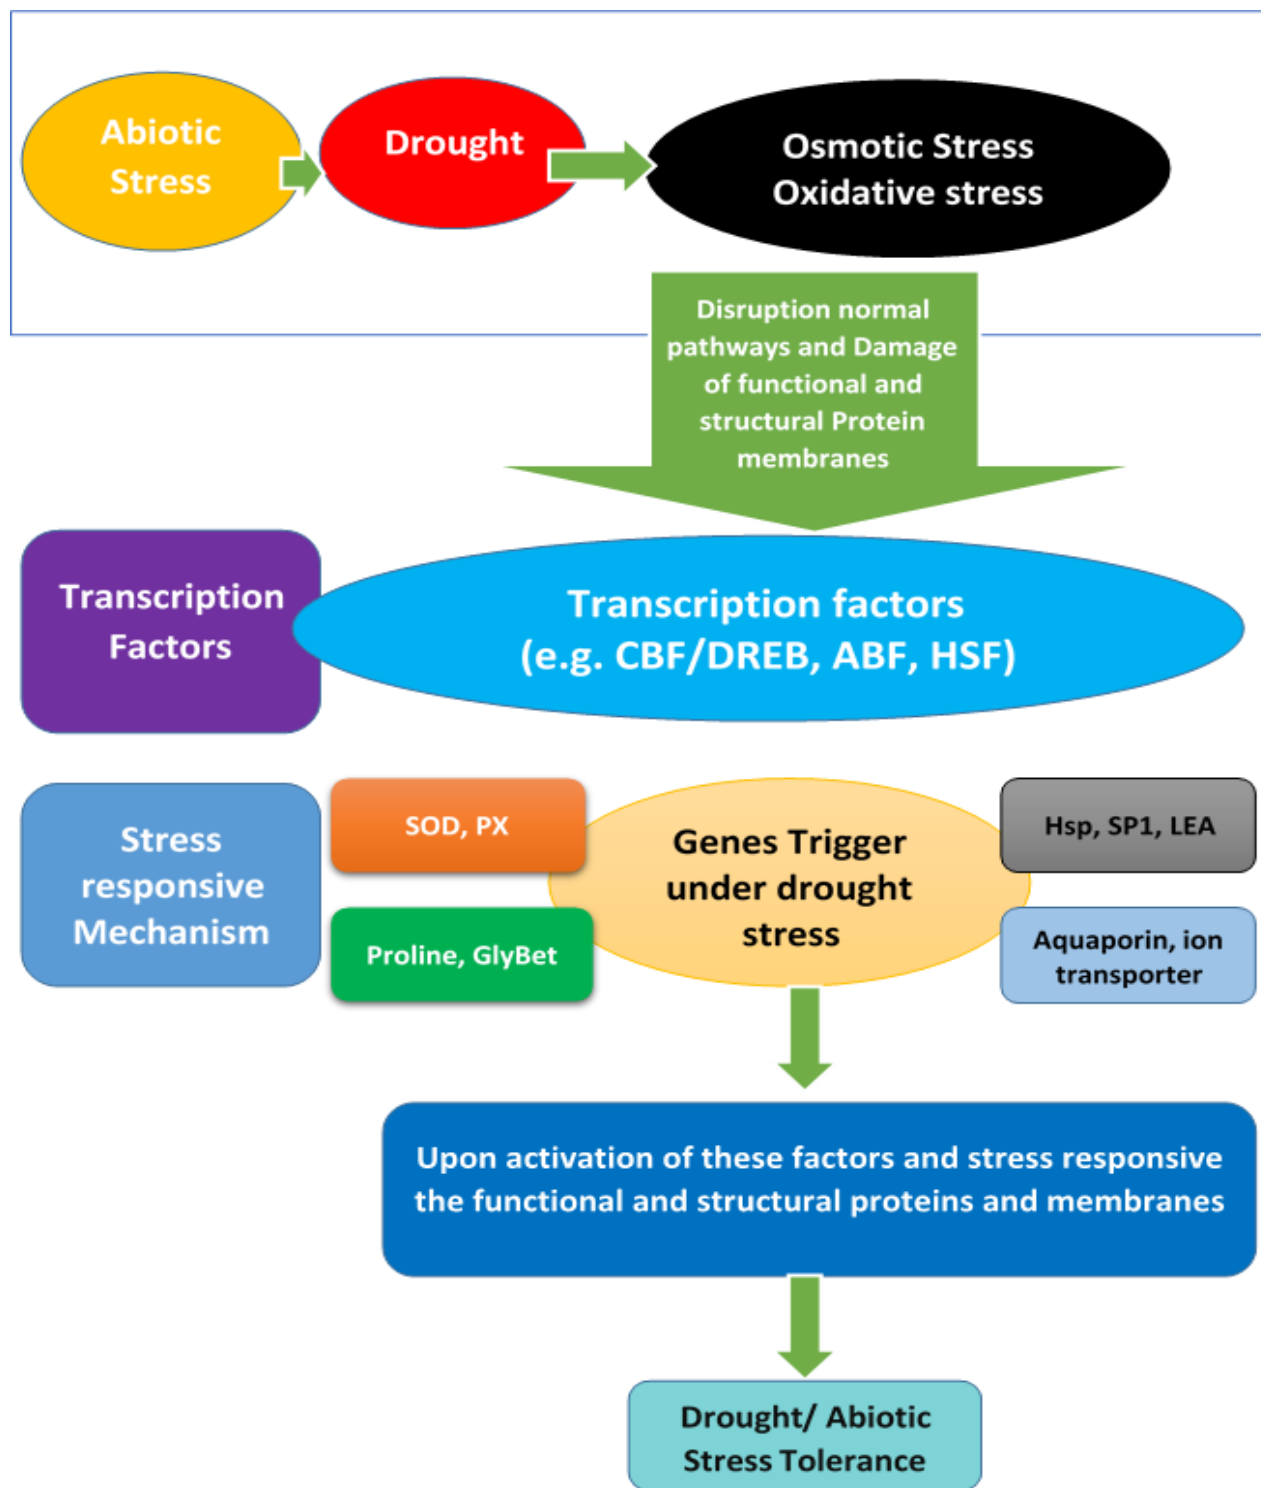 Abiotic
Stress
Drought
Osmotic Stress
Oxidative stress
Disruption normal
pathways and Damage
of functional and
structural Protein
membranes
Transcription
Factors
Transcription factors
(e.g. CBF/DREB, ABF, HSF)
Stress
responsive
Mechanism
SOD, PX
Proline, GlyBet
Genes Trigger
under drought
stress
Hsp, SP1, LEA
Aquaporin, ion
transporter
Upon activation of these factors and stress responsive
the functional and structural proteins and membranes
Drought/ Abiotic
Stress Tolerance